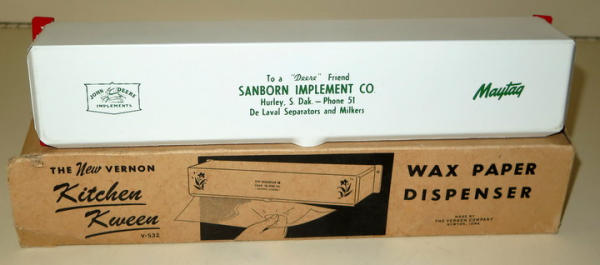 JOHN DEERE
IMPLEMENTS
To a "Deere" Friend
SANBORN IMPLEMENT CO.
Hurley, S. Dak. — Phone 51
De Laval Separators and Milkers
Maytag
THE New VERNON
Kitchen
Kween
V-532
WAX PAPER
DISPENSER
MADE BY
THE VERNON COMPANY
NEWTON, IOWA